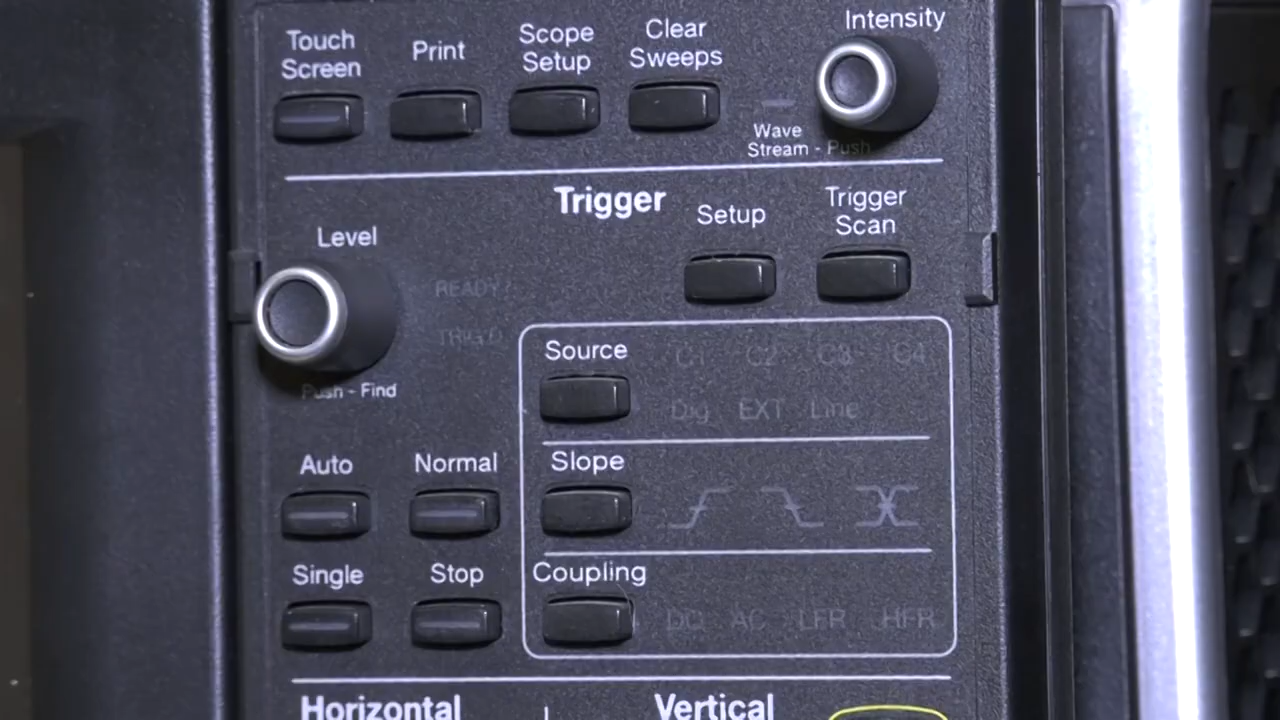 Touch
Screen
Print
Scope
Setup
Clear
Sweeps
Intensity
Wave
Stream - Push
Trigger
Level
Setup
Trigger
Scan
READY
TRIG'D
Push - Find
Source
C1 C2 C3 C4
Dig EXT Line
Auto
Normal
Slope
Single
Stop
Coupling
DC AC LFR HFR
Horizontal
Vertical